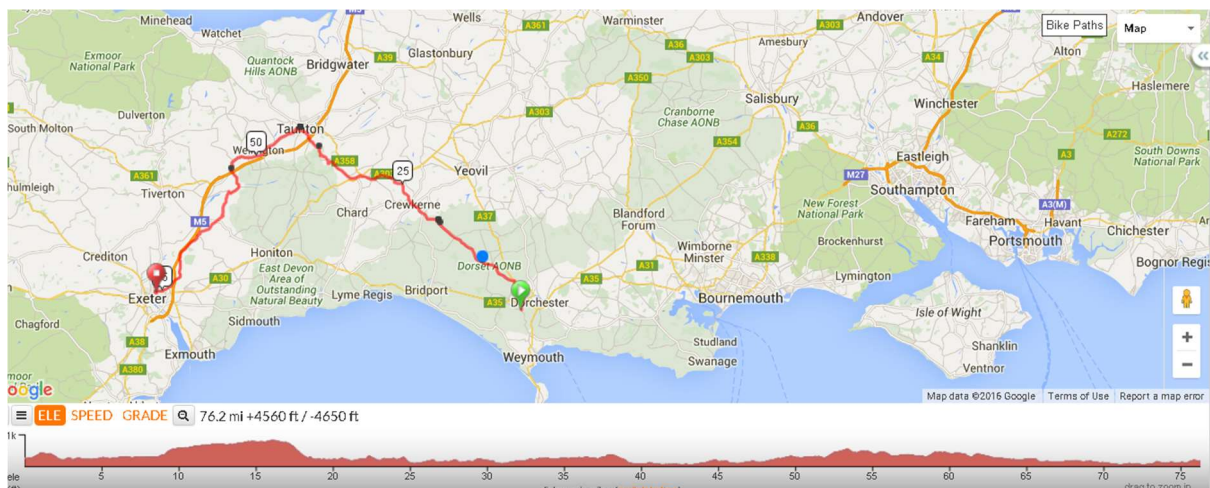 Minehead
Watchet
Wells
A361
Warminster
Andover
A303
Bike Paths
Map
Exmoor
National Park
Quantock
Hills AONB
Bridgwater
A39
Glastonbury
A36
A303
Amesbury
A34
Alton
A350
Haslemere
Dulverton
A303
Cranborne
Chase AONB
Salisbury
Winchester
South Molton
Taunton
A354
A36
A272
50
Wellington
A358
25
Yeovil
Eastleigh
A3
South Downs
National Park
A361
Tiverton
M27
Southampton
M5
Chard
Crewkerne
A37
Blandford
Forum
New Forest
National Park
A3(M)
Fareham
Havant
Chichester
Crediton
Honiton
Wimborne
Minster
Brockenhurst
Portsmouth
A338
A30
East Devon
Area of
Outstanding
Natural Beauty
Dorset AONB
A31
Bognor Regis
Exeter
Lyme Regis
Bridport
A35
Dorchester
A35
Bournemouth
Lymington
Isle of Wight
Chagford
Sidmouth
A38
Exmouth
Weymouth
Studland
Swanage
Shanklin
Ventnor
A380
Map data ©2016 Google
Terms of Use
Report a map error
ELE SPEED GRADE 76.2 mi +4560 ft / -4650 ft
1k
ele 5 10 15 20 25 30 35 40 45 50 55 60 65 70 75
drag to zoom in